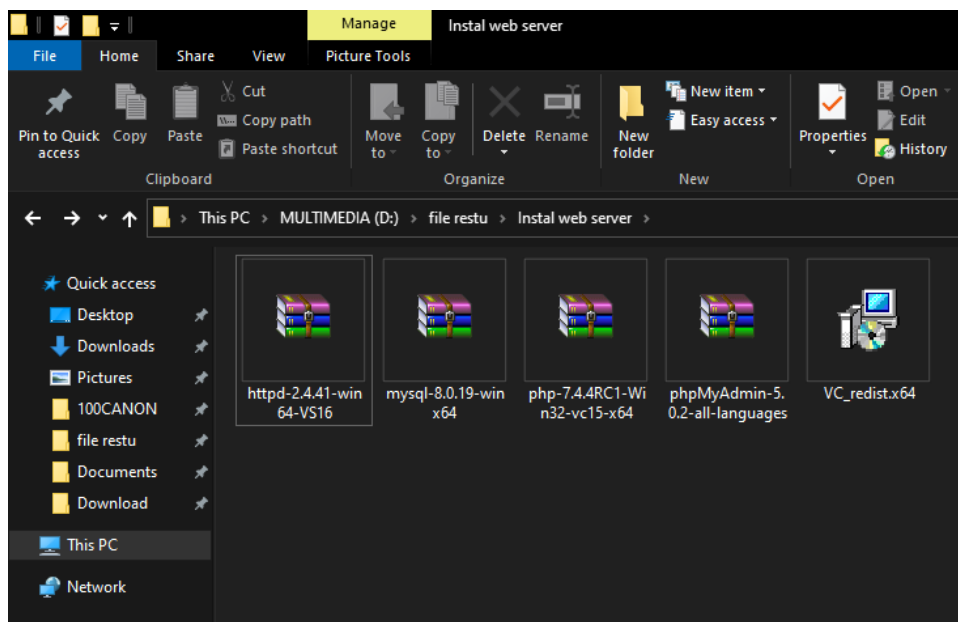 Manage
Instal web server
File Home Share View Picture Tools
Pin to Quick access
Copy
Paste
Cut
Copy path
Paste shortcut
Clipboard
Move to
Copy to
Delete
Rename
Organize
New folder
New item
Easy access
New
Properties
Open
Edit
History
Open
This PC > MULTIMEDIA (D:) > file restu > Instal web server >
Quick access
Desktop
Downloads
Pictures
100CANON
file restu
Documents
Download
This PC
Network
httpd-2.4.41-win
64-VS16
mysql-8.0.19-win
x64
php-7.4.4RC1-Wi
n32-vc15-x64
phpMyAdmin-5.
0.2-all-languages
VC_redist.x64